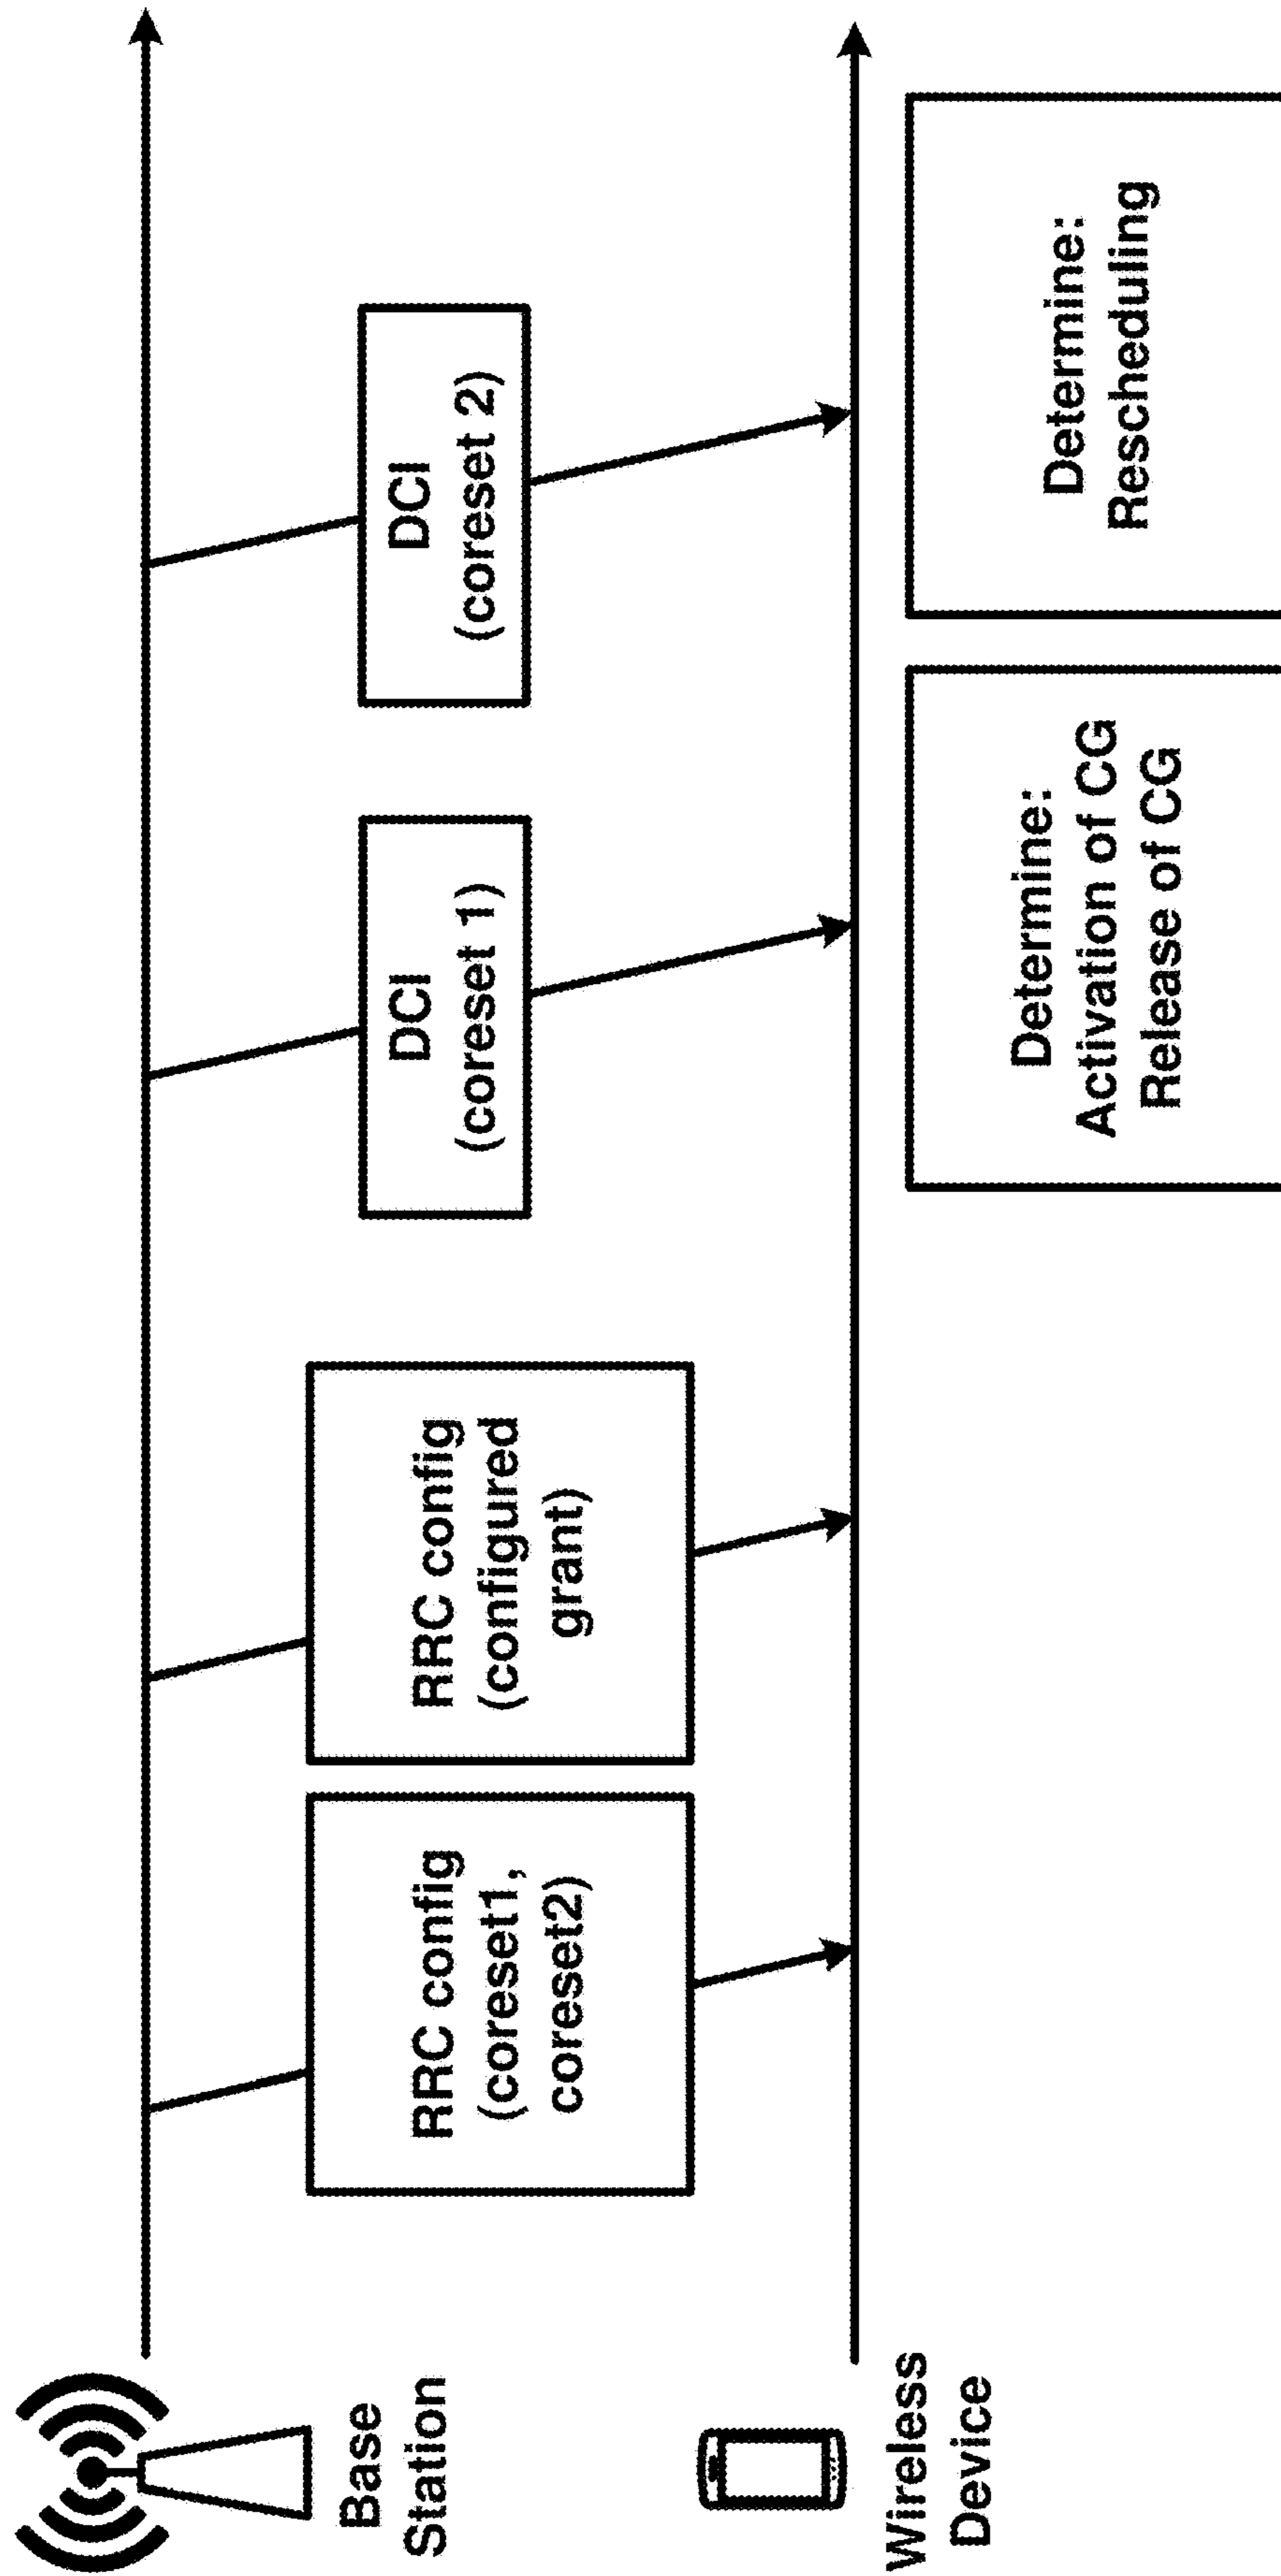 Base
Station
Wireless
Device
RRC config
(coreset1,
coreset2)
RRC config
(configured
grant)
DCI
(coreset 1)
DCI
(coreset 2)
Determine:
Activation of CG
Release of CG
Determine:
Rescheduling